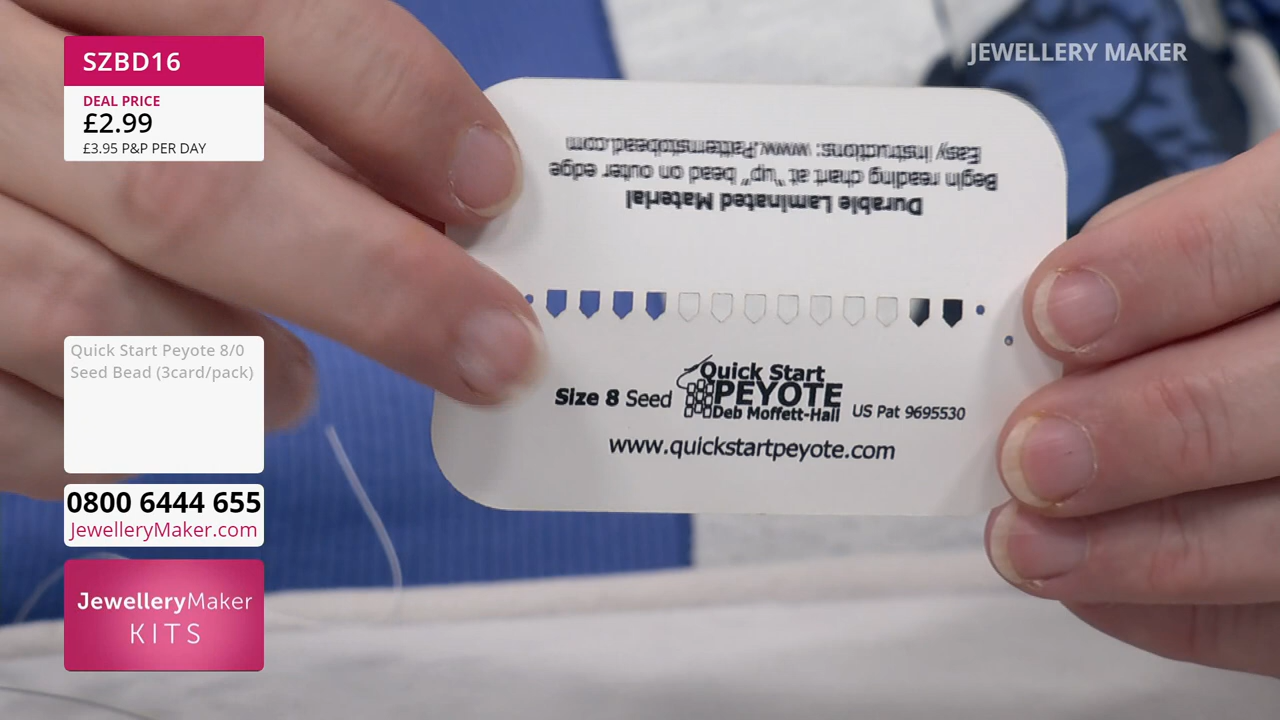 SZBD16
DEAL PRICE
£2.99
£3.95 P&P PER DAY
JEWELLERY MAKER
Easy instructions: www.Patternstobead.com
Begin reading chart at "up" bead on outer edge
Durable Laminated Material
Size 8 Seed
Quick Start
PEYOTE
Deb Moffett-Hall
US Pat 9695530
www.quickstartpeyote.com
Quick Start Peyote 8/0
Seed Bead (3card/pack)
0800 6444 655
JewelleryMaker.com
JewelleryMaker
KITS